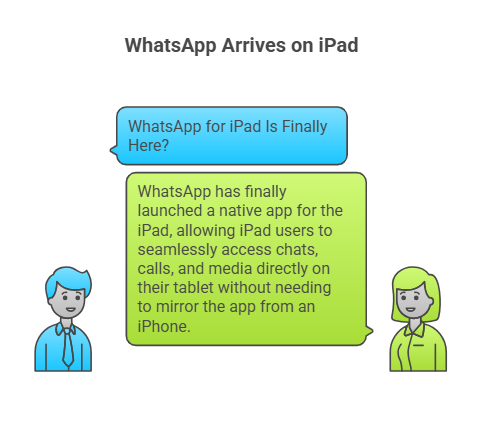 WhatsApp Arrives on iPad
WhatsApp for iPad Is Finally
Here?
WhatsApp has finally
launched a native app for the
iPad, allowing iPad users to
seamlessly access chats,
calls, and media directly on
their tablet without needing
to mirror the app from an
iPhone.